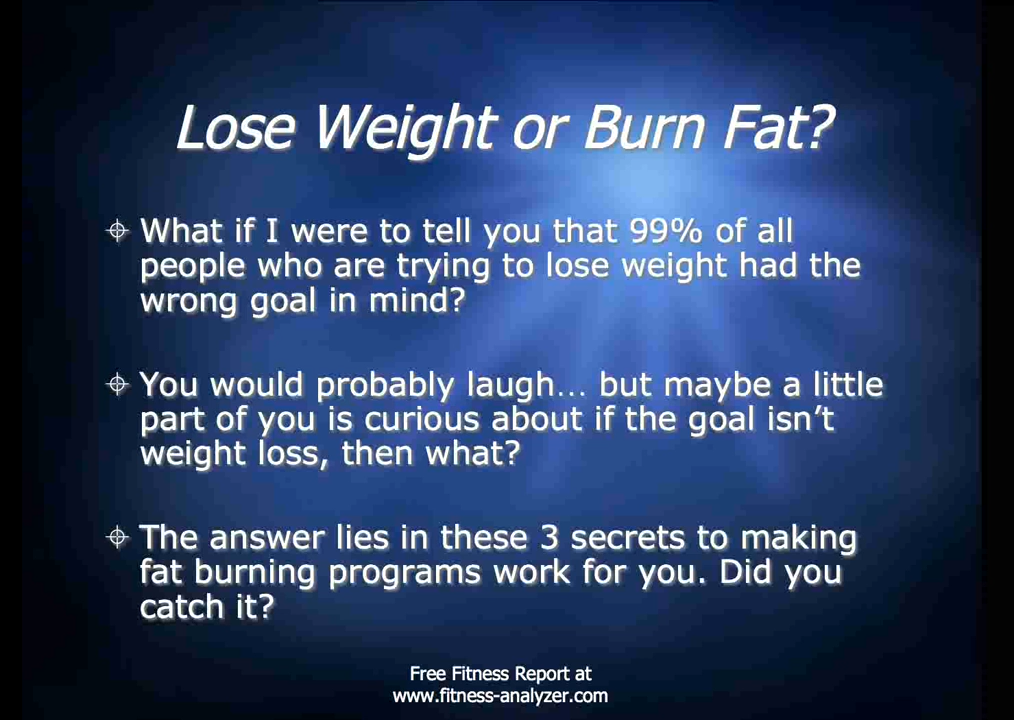 Lose Weight or Burn Fat?
What if I were to tell you that 99% of all
people who are trying to lose weight had the
wrong goal in mind?
You would probably laugh... but maybe a little
part of you is curious about if the goal isn't
weight loss, then what?
The answer lies in these 3 secrets to making
fat burning programs work for you. Did you
catch it?
Free Fitness Report at
www.fitness-analyzer.com